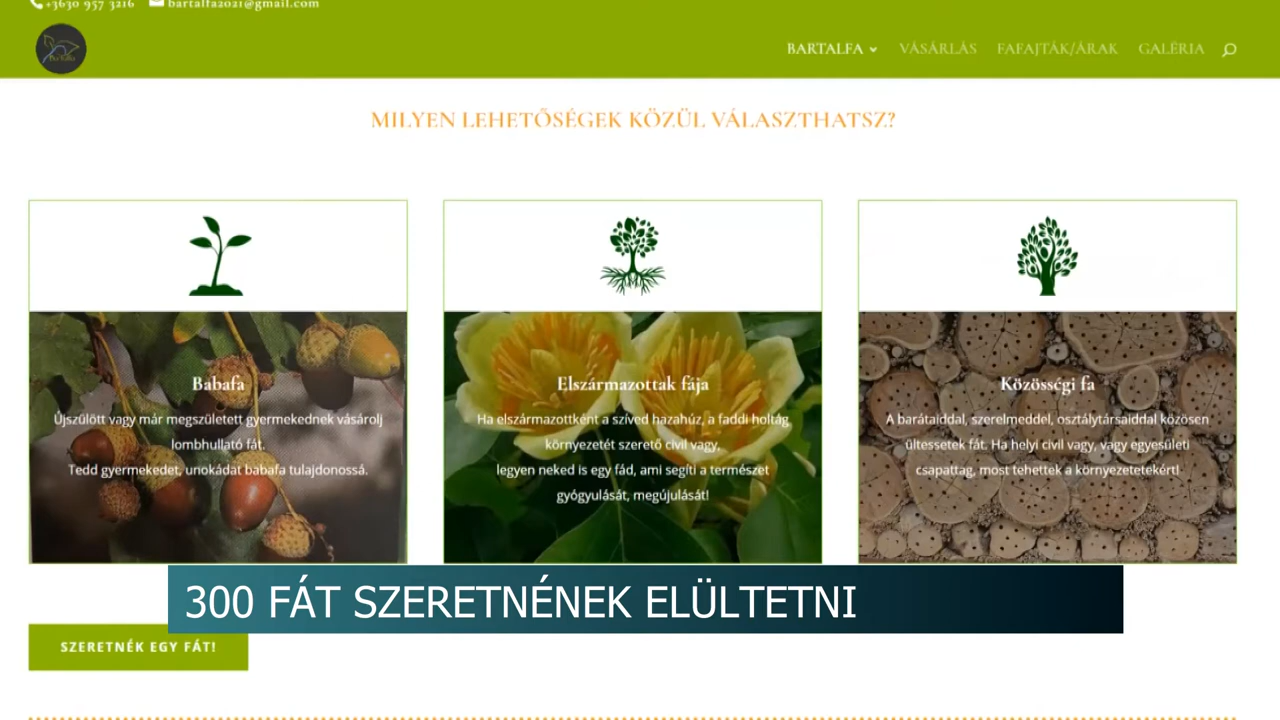 +3630 957 3216 bartalfa2021@gmail.com
BARTALFA VÁSÁRLÁS FAFAJTÁK/ÁRAK GALÉRIA
MILYEN LEHETŐSÉGEK KÖZÜL VÁLASZTHATSZ?
Babafa
Újszülött vagy már megszületett gyermekednek vásárolj
lombhullató fát.
Tedd gyermekedet, unokádat babafa tulajdonossá.
Elszármazottak fája
Ha elszármazottként a szíved hazahúz, a faddi holtág
környezetét szerető civil vagy,
legyen neked is egy fád, ami segíti a természet
gyógyulását, megújulását!
Közösségi fa
A barátaiddal, szerelmeddel, osztálytársaiddal közösen
ültessetek fát. Ha helyi civil vagy, vagy egyesületi
csapattag, most tehettek a környezetetekért!
300 FÁT SZERETNÉNEK ELÜLTETNI
SZERETNÉK EGY FÁT!